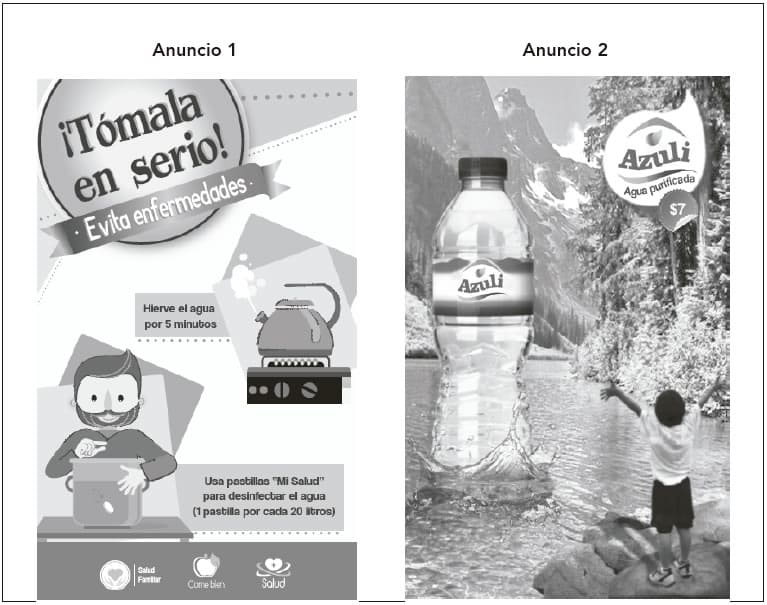 Anuncio 1
¡Tómala
en serio!
· Evita enfermedades ·
Hierve el agua
por 5 minutos
Usa pastillas "Mi Salud"
para desinfectar el agua
(1 pastilla por cada 20 litros)
Salud
Familiar
Come bien
Salud
Anuncio 2
Azuli
Agua purificada
$7
Azuli